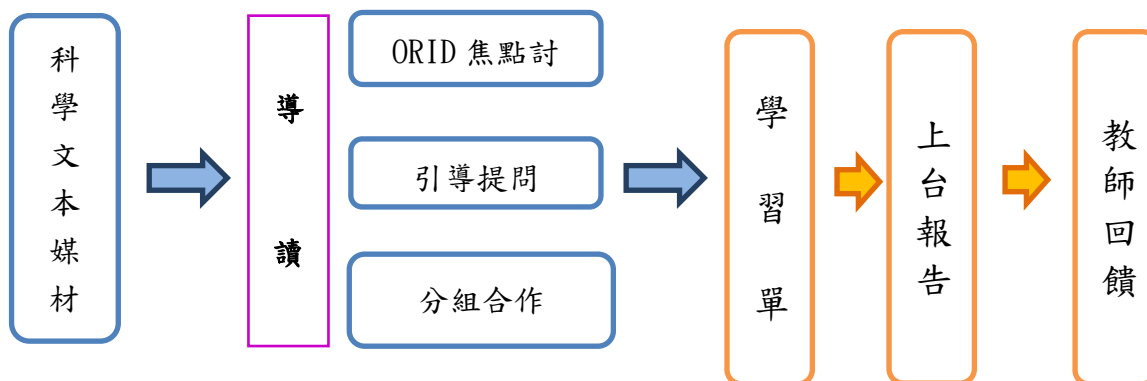 科學文本媒材
導讀
ORID 焦點討
引導提問
分組合作
學習單
上台報告
教師回饋